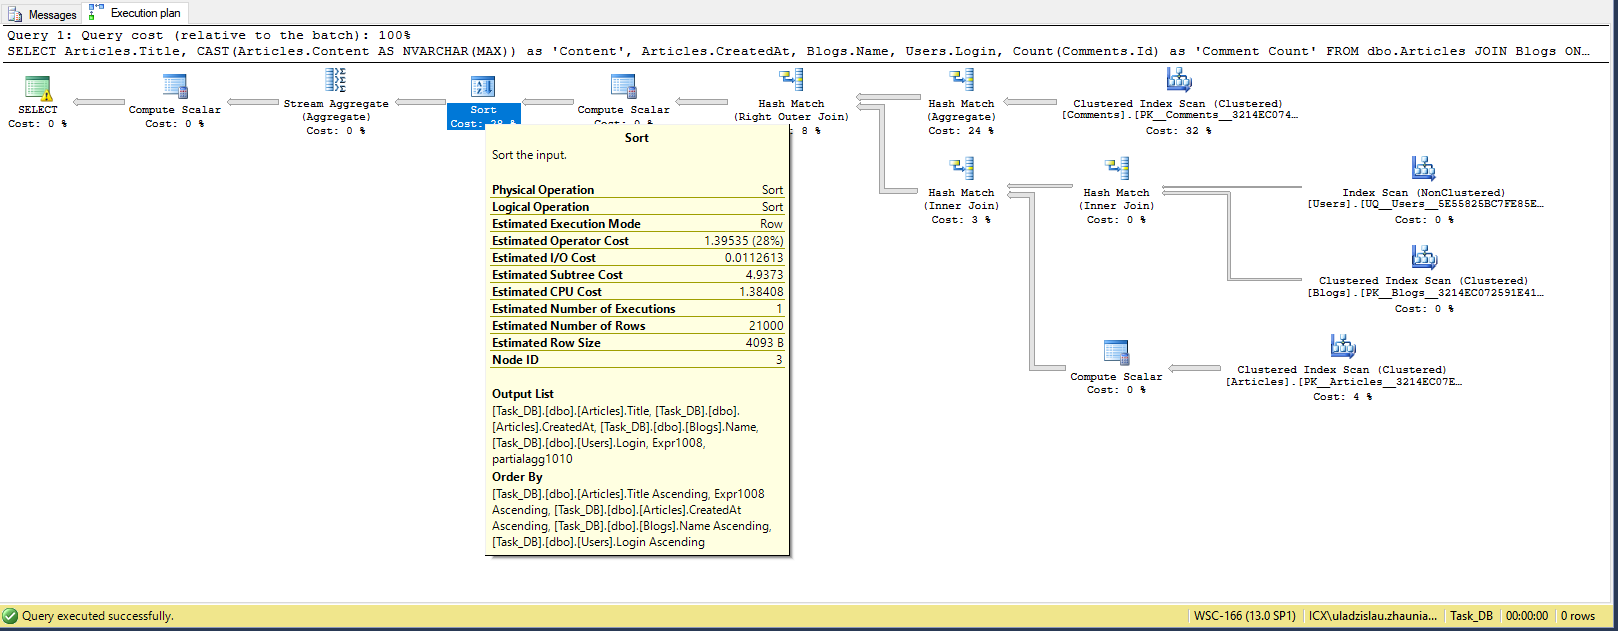 Messages
Execution plan
Query 1: Query cost (relative to the batch): 100%
SELECT Articles.Title, CAST(Articles.Content AS NVARCHAR(MAX)) as 'Content', Articles.CreatedAt, Blogs.Name, Users.Login, Count(Comments.Id) as 'Comment Count' FROM dbo.Articles JOIN Blogs ON…
SELECT
Cost: 0 %
Compute Scalar
Cost: 0 %
Stream Aggregate
(Aggregate)
Cost: 0 %
Sort
Cost: 28 %
Compute Scalar
Cost: 0 %
Hash Match
(Right Outer Join)
8 %
Hash Match
(Aggregate)
Cost: 24 %
Clustered Index Scan (Clustered)
[Comments].[PK__Comments__3214EC074…
Cost: 32 %
Hash Match
(Inner Join)
Cost: 3 %
Hash Match
(Inner Join)
Cost: 0 %
Index Scan (NonClustered)
[Users].[UQ__Users__5E55825BC7FE85E…
Cost: 0 %
Clustered Index Scan (Clustered)
[Blogs].[PK__Blogs__3214EC072591E41…
Cost: 0 %
Compute Scalar
Cost: 0 %
Clustered Index Scan (Clustered)
[Articles].[PK__Articles__3214EC07E…
Cost: 4 %
Sort
Sort the input.
Physical Operation Sort
Logical Operation Sort
Estimated Execution Mode Row
Estimated Operator Cost 1.39535 (28%)
Estimated I/O Cost 0.0112613
Estimated Subtree Cost 4.9373
Estimated CPU Cost 1.38408
Estimated Number of Executions 1
Estimated Number of Rows 21000
Estimated Row Size 4093 B
Node ID 3
Output List
[Task_DB].[dbo].[Articles].Title, [Task_DB].[dbo].
[Articles].CreatedAt, [Task_DB].[dbo].[Blogs].Name,
[Task_DB].[dbo].[Users].Login, Expr1008,
partialagg1010
Order By
[Task_DB].[dbo].[Articles].Title Ascending, Expr1008
Ascending, [Task_DB].[dbo].[Articles].CreatedAt
Ascending, [Task_DB].[dbo].[Blogs].Name Ascending,
[Task_DB].[dbo].[Users].Login Ascending
Query executed successfully.
WSC-166 (13.0 SP1)
ICX\uladzislau.zhaunia...
Task_DB
00:00:00
0 rows